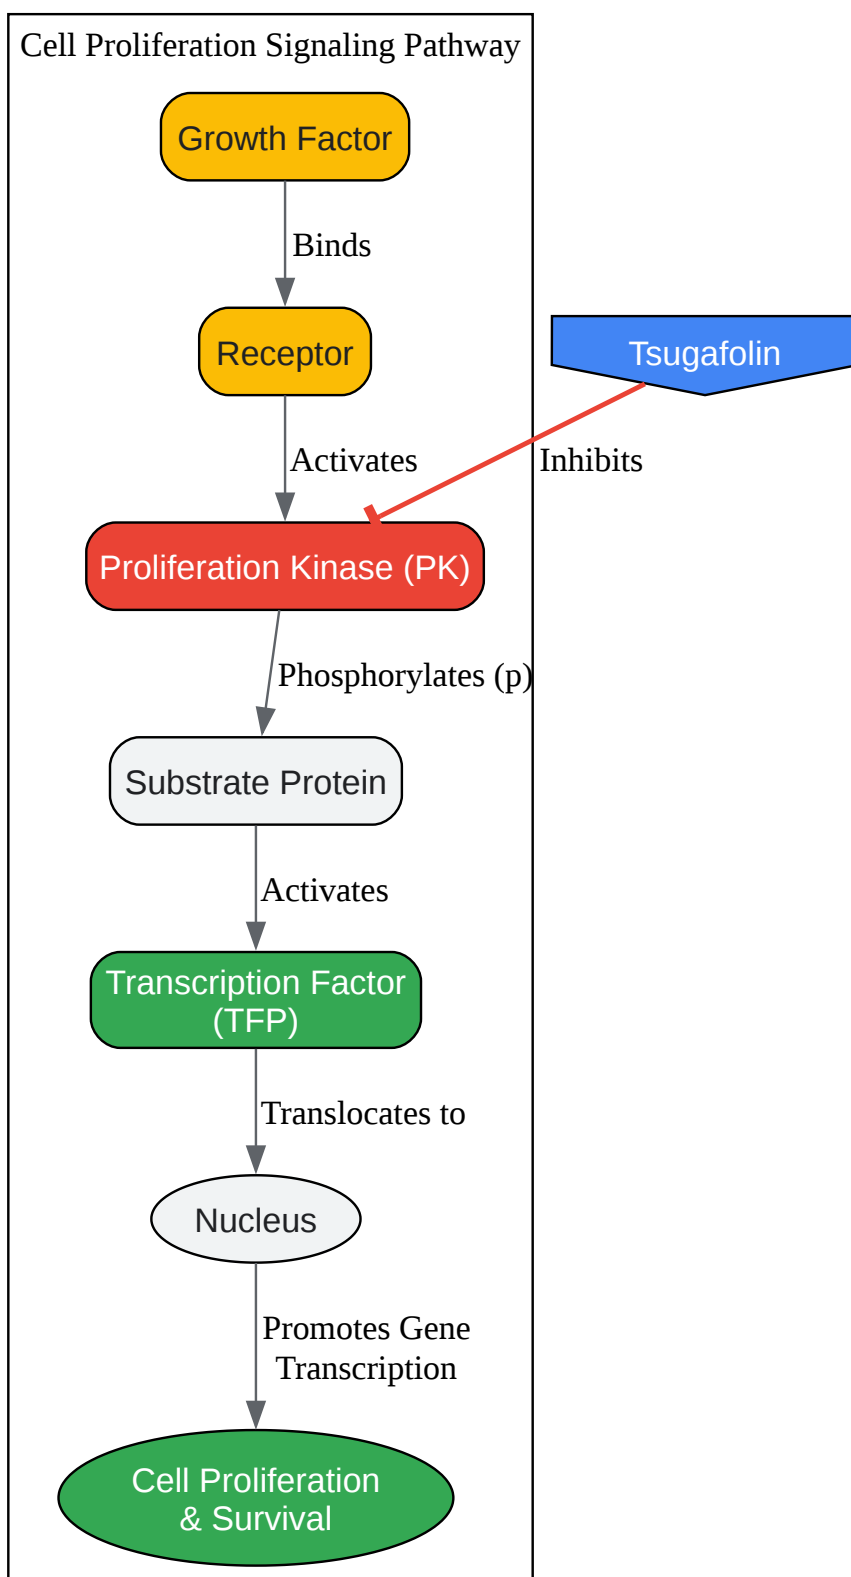 Cell Proliferation Signaling Pathway
Growth Factor
Binds
Receptor
Tsugafolin
Activates
Inhibits
Proliferation Kinase (PK)
Phosphorylates (p)
Substrate Protein
Activates
Transcription Factor
(TFP)
Translocates to
Nucleus
Promotes Gene
Transcription
Cell Proliferation
& Survival